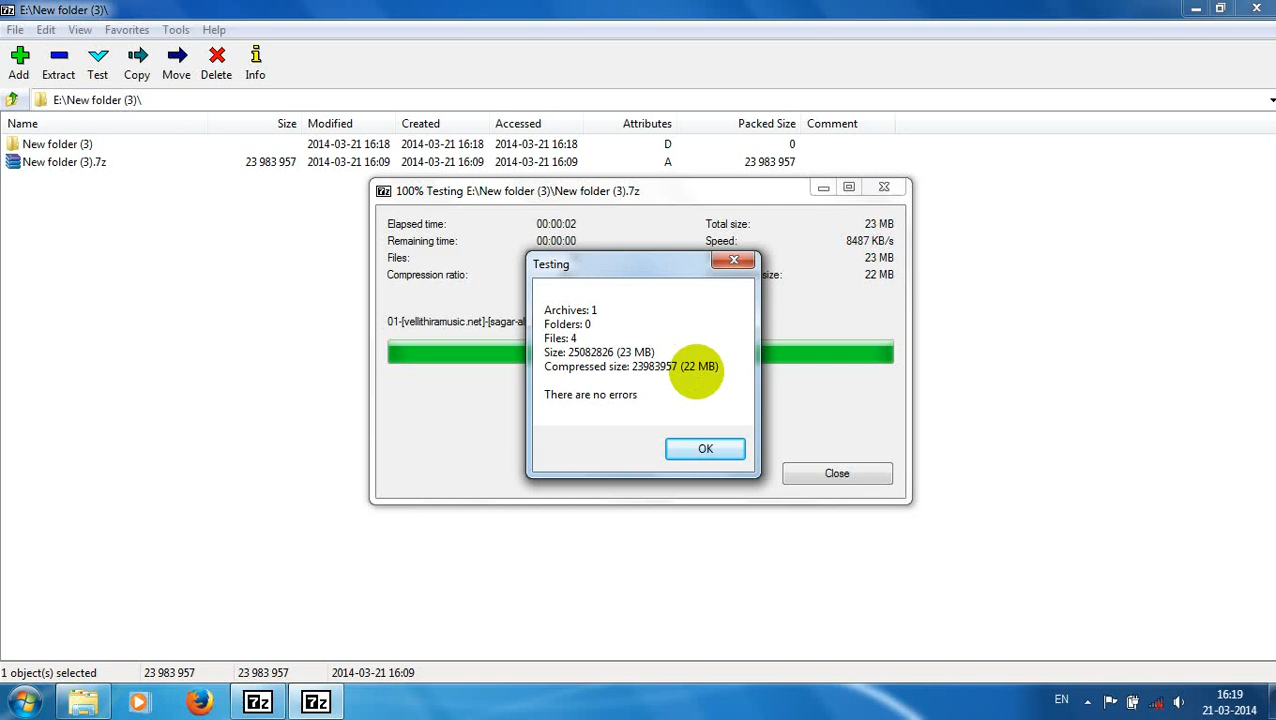 E:\New folder (3)\
File Edit View Favorites Tools Help
Add Extract Test Copy Move Delete Info
E:\New folder (3)\
Name Size Modified Created Accessed Attributes Packed Size Comment
New folder (3) 2014-03-21 16:18 2014-03-21 16:18 2014-03-21 16:18 D 0
New folder (3).7z 23 983 957 2014-03-21 16:09 2014-03-21 16:09 2014-03-21 16:09 A 23 983 957
100% Testing E:\New folder (3)\New folder (3).7z
Elapsed time: 00:00:02 Total size: 23 MB
Remaining time: 00:00:00 Speed: 8487 KB/s
Files: 23 MB
Compression ratio: size: 22 MB
01-[vellithiramusic.net]-[sagar-al
Testing
Archives: 1
Folders: 0
Files: 4
Size: 25082826 (23 MB)
Compressed size: 23983957 (22 MB)
There are no errors
OK
Close
1 object(s) selected 23 983 957 23 983 957 2014-03-21 16:09
7z 7z
EN 16:19
21-03-2014